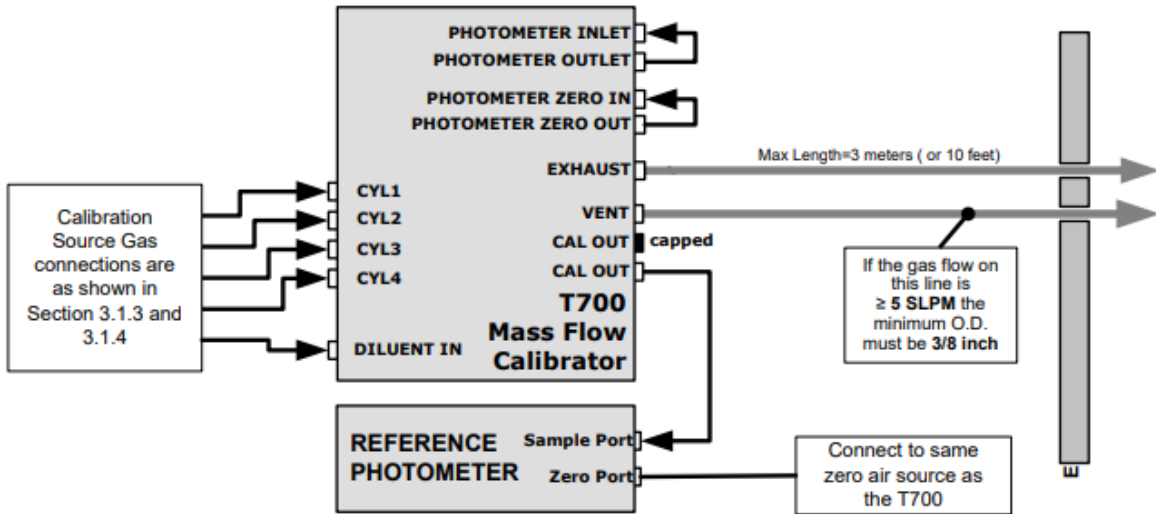 PHOTOMETER INLET
PHOTOMETER OUTLET
PHOTOMETER ZERO IN
PHOTOMETER ZERO OUT
EXHAUST
Max Length=3 meters ( or 10 feet)
VENT
CAL OUT
capped
CAL OUT
T700
Mass Flow
Calibrator
CYL1
CYL2
CYL3
CYL4
DILUENT IN
Calibration
Source Gas
connections are
as shown in
Section 3.1.3 and
3.1.4
If the gas flow on
this line is
≥ 5 SLPM the
minimum O.D.
must be 3/8 inch
REFERENCE
PHOTOMETER
Sample Port
Zero Port
Connect to same
zero air source as
the T700
E